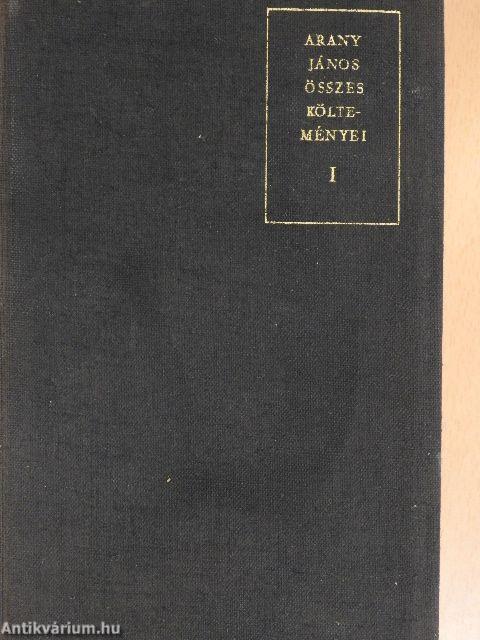 ARANY
JÁNOS
ÖSSZES
KÖLTE-
MÉNYEI
I
Antikvárium.hu